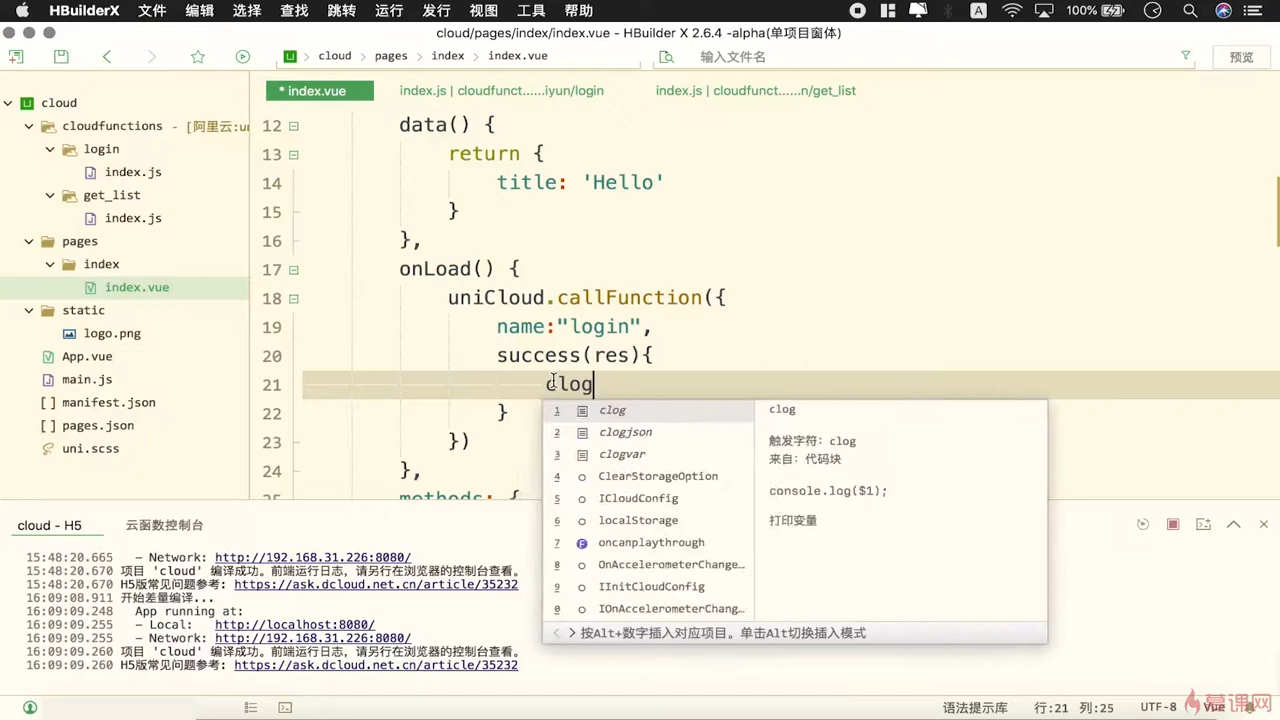 HBuilderX 文件 编辑 选择 查找 跳转 运行 发行 视图 工具 帮助 A 100%
cloud/pages/index/index.vue - HBuilder X 2.6.4 -alpha(单项目窗体)
cloud pages index index.vue 输入文件名 预览
cloud
cloudfunctions - [阿里云:
login
index.js
get_list
index.js
pages
index
index.vue
static
logo.png
App.vue
main.js
manifest.json
pages.json
uni.scss
* index.vue index.js | cloudfunct......iyun/login index.js | cloudfunct......n/get_list
12 data() {
13 return {
14 title: 'Hello'
15 }
16 },
17 onLoad() {
18 uniCloud.callFunction({
19 name:"login",
20 success(res){
21 clog
22 }
23 })
24 },
methods: {
1 clog
2 clogjson
3 clogvar
4 ClearStorageOption
5 ICloudConfig
6 localStorage
7 oncanplaythrough
8 OnAccelerometerChange...
9 IInitCloudConfig
0 IOnAccelerometerChang...
clog
触发字符: clog
来自: 代码块
console.log($1);
打印变量
按Alt+数字插入对应项目。单击Alt切换插入模式
cloud - H5 云函数控制台
15:48:20.665 - Network: http://192.168.31.226:8080/
15:48:20.670 项目 'cloud' 编译成功。前端运行日志，请另行在浏览器的控制台查看。
15:48:20.670 H5版常见问题参考: https://ask.dcloud.net.cn/article/35232
16:09:08.911 开始差量编译...
16:09:09.248 App running at:
16:09:09.255 - Local: http://localhost:8080/
16:09:09.255 - Network: http://192.168.31.226:8080/
16:09:09.260 项目 'cloud' 编译成功。前端运行日志，请另行在浏览器的控制台查看。
16:09:09.260 H5版常见问题参考: https://ask.dcloud.net.cn/article/35232
语法提示库 行:21 列:25 UTF-8 Vue
慕课网